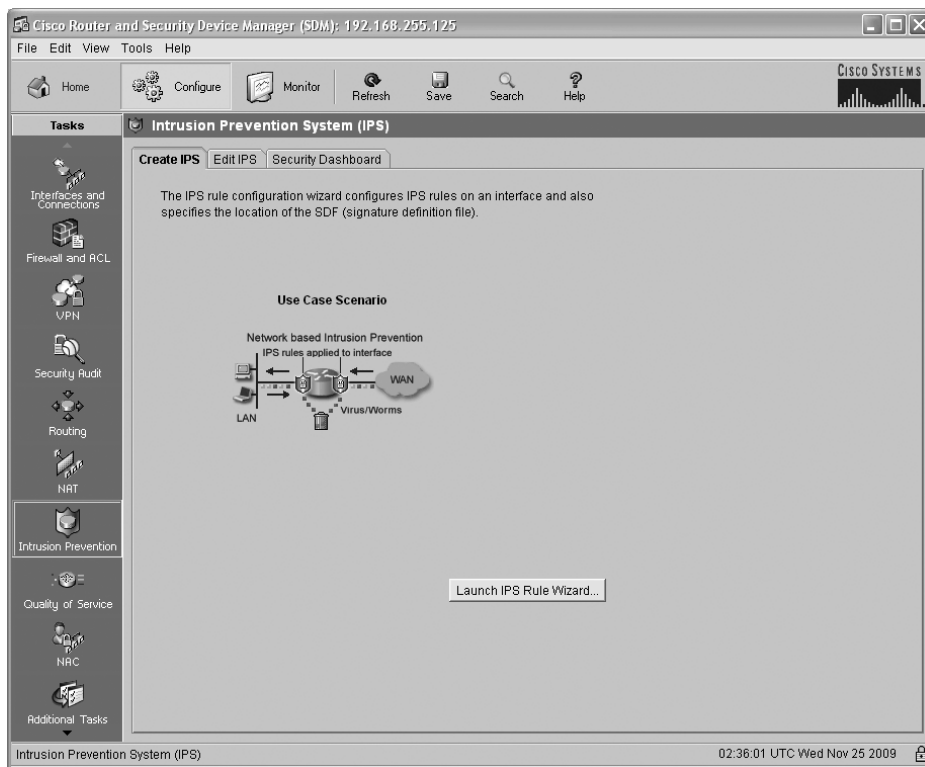 Cisco Router and Security Device Manager (SDM): 192.168.255.125
File Edit View Tools Help
Home Configure Monitor Refresh Save Search Help
CISCO SYSTEMS
Tasks
Intrusion Prevention System (IPS)
Create IPS Edit IPS Security Dashboard
The IPS rule configuration wizard configures IPS rules on an interface and also
specifies the location of the SDF (signature definition file).
Interfaces and
Connections
Firewall and ACL
VPN
Security Audit
Routing
NAT
Intrusion Prevention
Quality of Service
NAC
Additional Tasks
Use Case Scenario
Network based Intrusion Prevention
IPS rules applied to interface
WAN
LAN
Virus/Worms
Launch IPS Rule Wizard...
Intrusion Prevention System (IPS)
02:36:01 UTC Wed Nov 25 2009